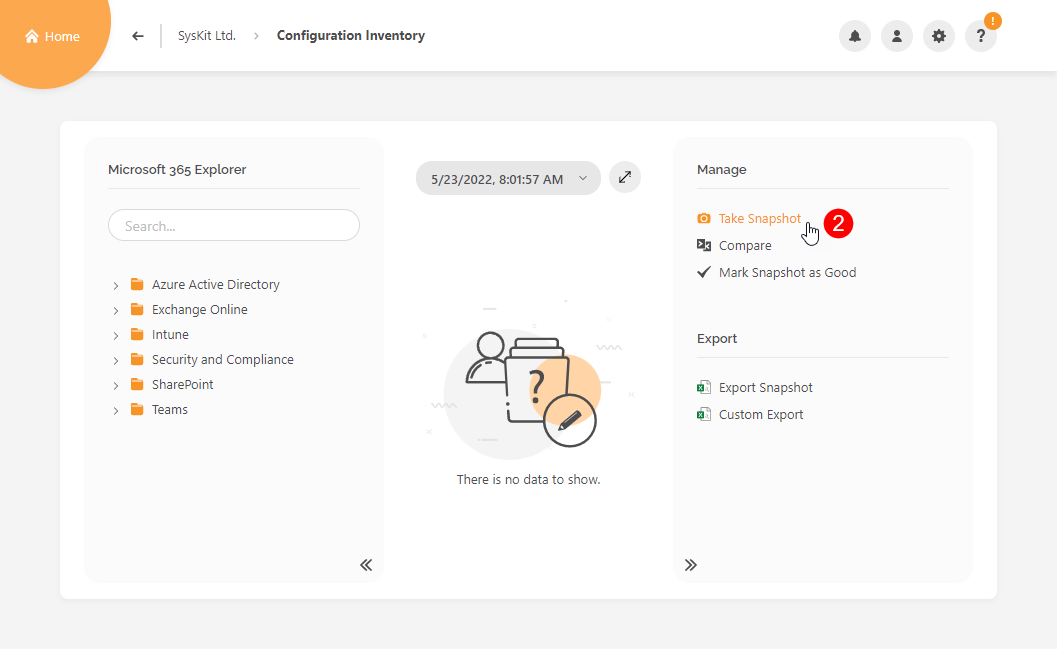 Home
SysKit Ltd.
Configuration Inventory
?
!
Microsoft 365 Explorer
Search...
Azure Active Directory
Exchange Online
Intune
Security and Compliance
SharePoint
Teams
5/23/2022, 8:01:57 AM
?
There is no data to show.
Manage
Take Snapshot
2
Compare
Mark Snapshot as Good
Export
Export Snapshot
Custom Export